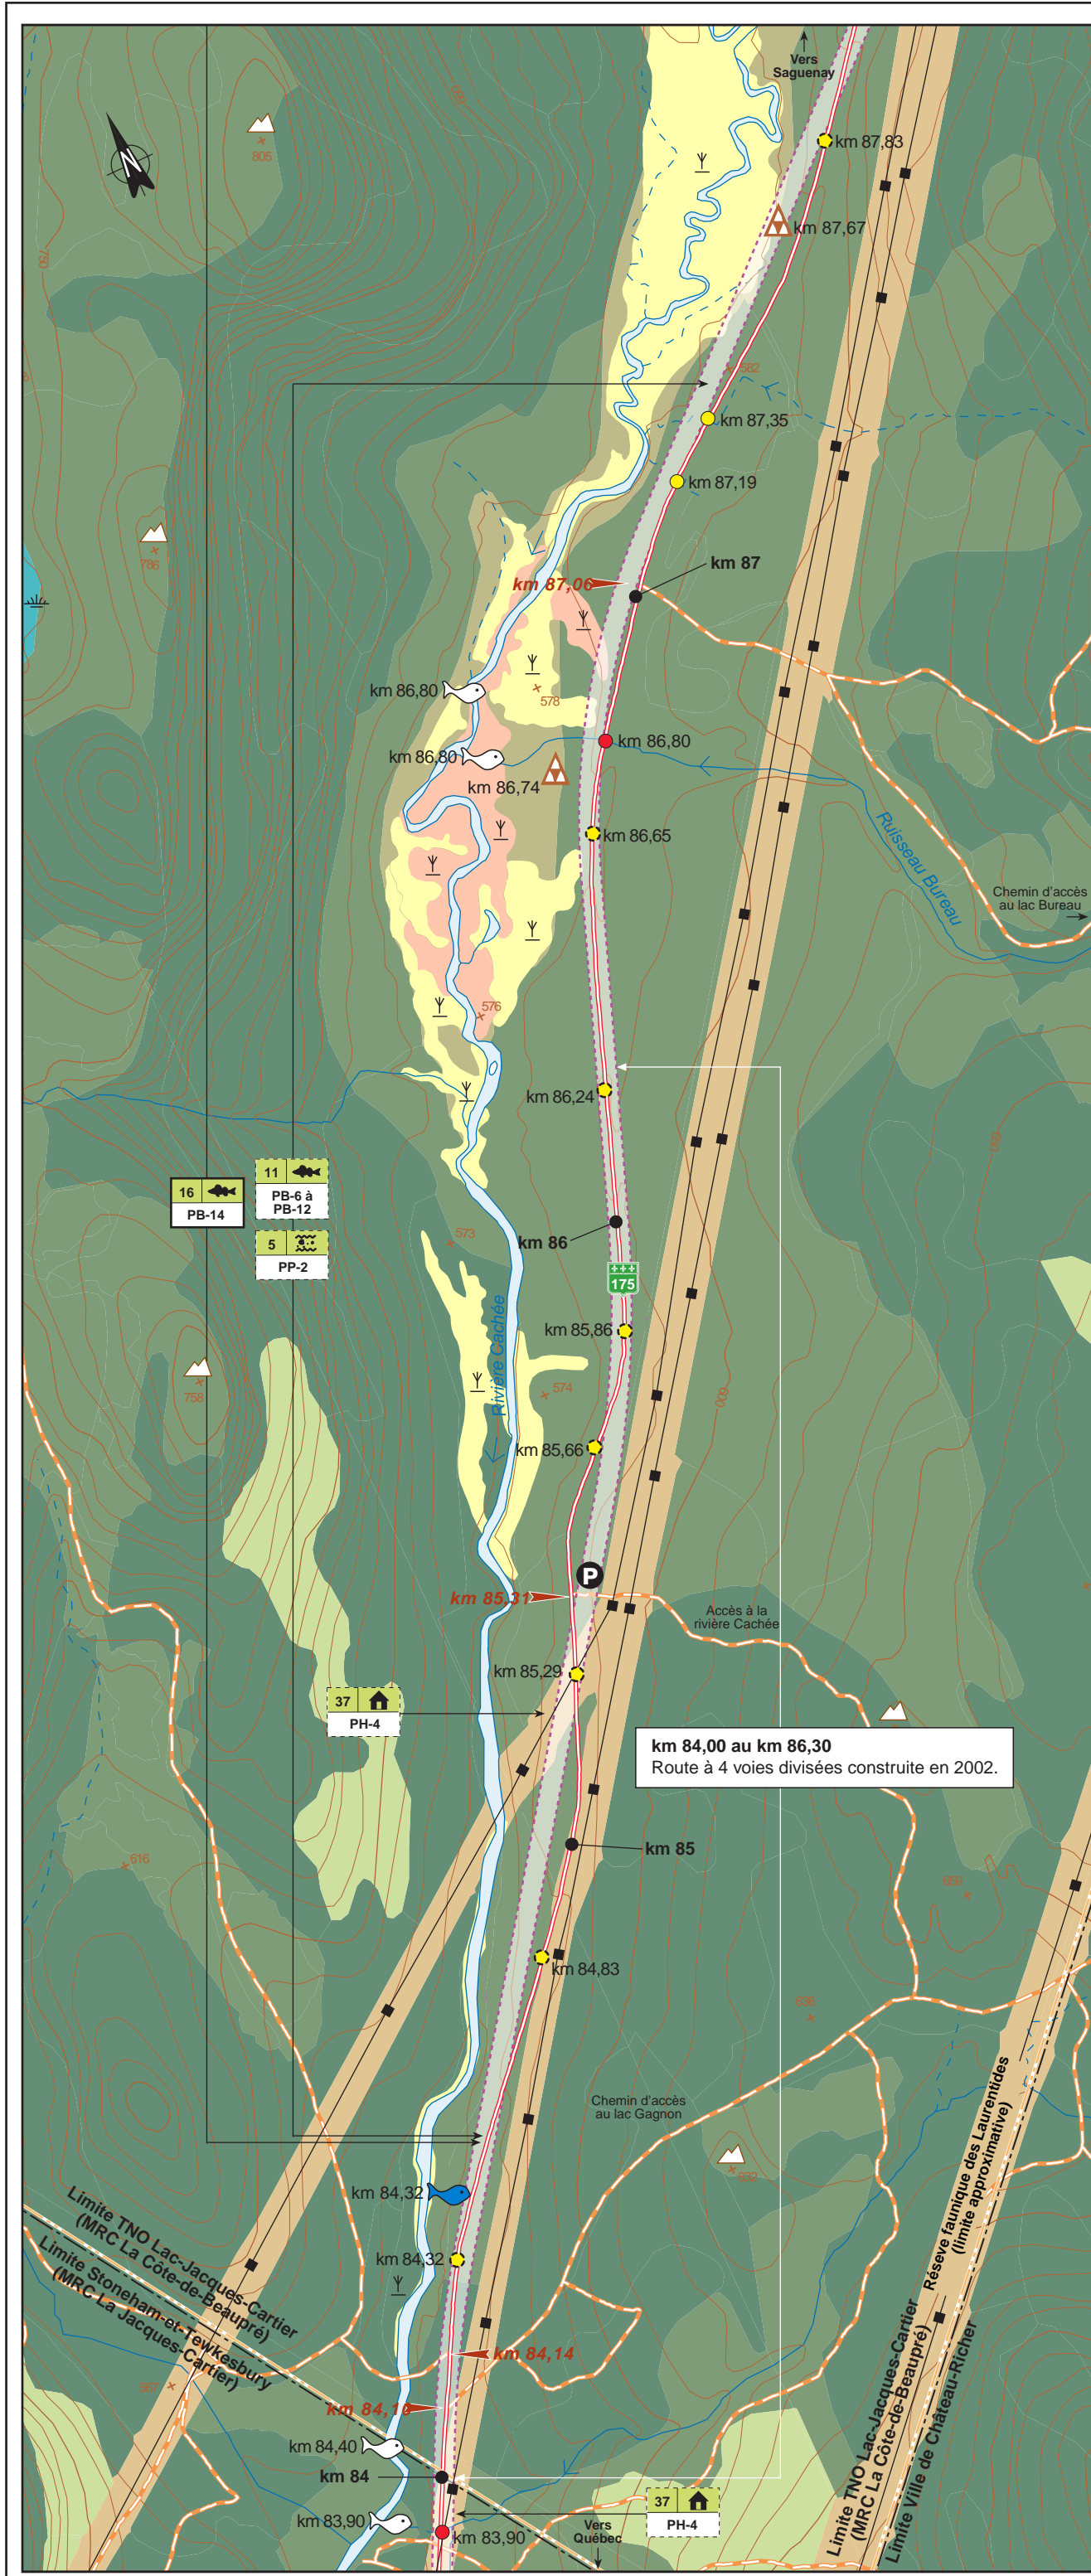 Vers
Saguenay
N
805
700
km 87,83
km 87,67
750
582
km 87,35
km 87,19
km 87
786
km 87,06
km 86,80
578
km 86,80
km 86,80
km 86,74
km 86,65
Ruisseau Bureau
Chemin d'accès
au lac Bureau
576
km 86,24
11
PB-6 à
PB-12
16
PB-14
5
PP-2
573
km 86
175
Rivière Cachée
km 85,86
574
758
600
km 85,66
P
km 85,31
Accès à la
rivière Cachée
km 85,29
37
PH-4
km 84,00 au km 86,30
Route à 4 voies divisées construite en 2002.
km 85
616
km 84,83
636
Chemin d'accès
au lac Gagnon
Réserve faunique des Laurentides
(limite approximative)
km 84,32
km 84,32
Limite TNO Lac-Jacques-Cartier
(MRC La Côte-de-Beaupré)
Limite Stoneham-et-Tewkesbury
(MRC La Jacques-Cartier)
km 84,14
587
km 84,10
km 84,40
km 84
km 83,90
km 83,90
37
PH-4
Vers
Québec
Limite TNO Lac-Jacques-Cartier
(MRC La Côte-de-Beaupré)
Limite Ville de Château-Richer